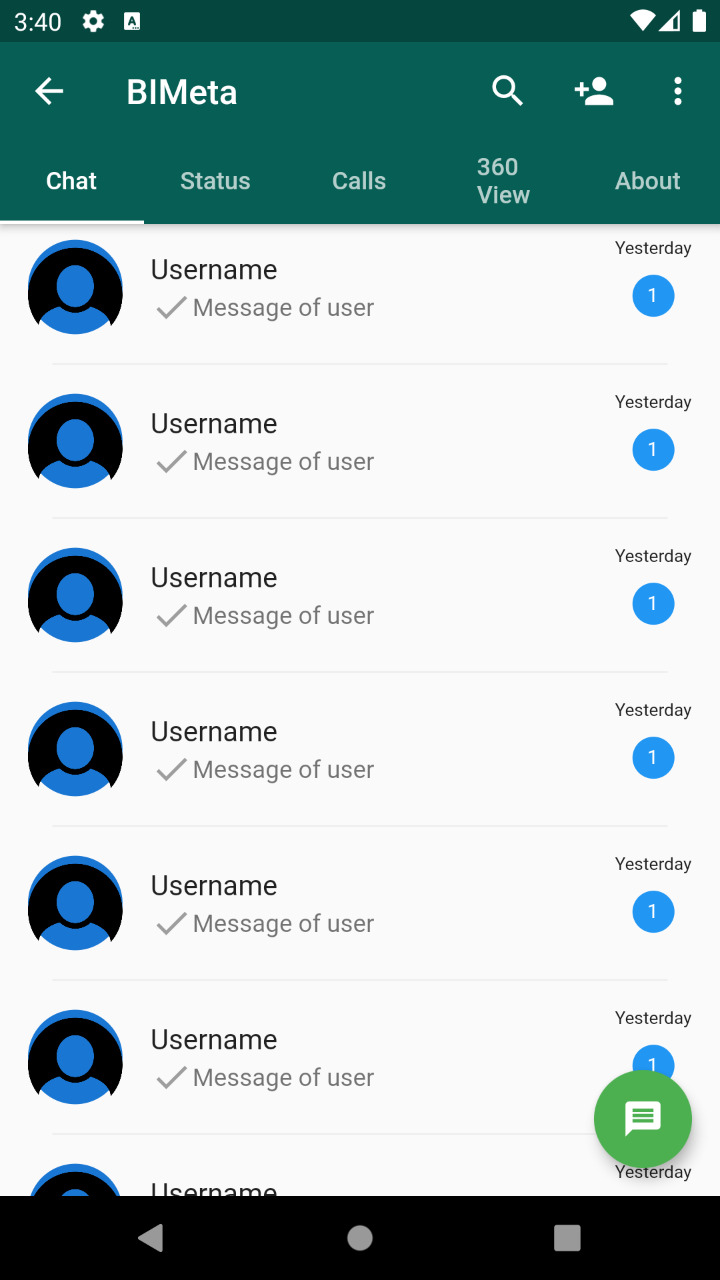 3:40
BIMeta
Chat Status Calls 360 View About
Yesterday
Username
1
Message of user
Yesterday
Username
1
Message of user
Yesterday
Username
1
Message of user
Yesterday
Username
1
Message of user
Yesterday
Username
1
Message of user
Yesterday
Username
1
Message of user
Yesterday
Username